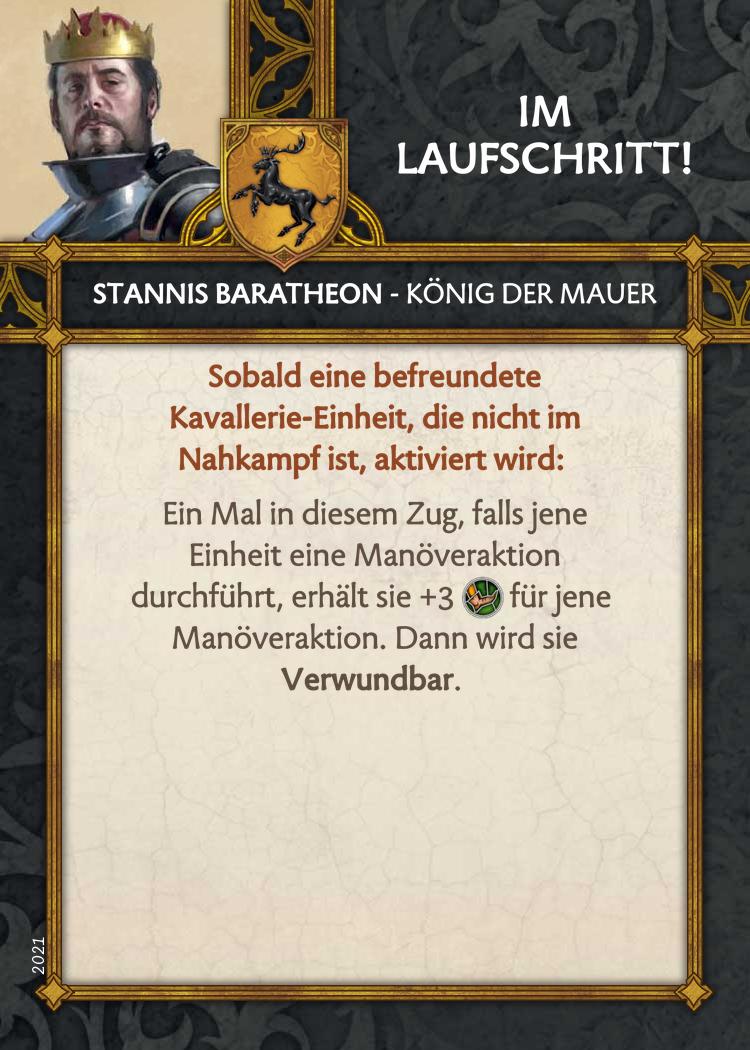 IM
LAUFSCHRITT!
STANNIS BARATHEON - KÖNIG DER MAUER
Sobald eine befreundete
Kavallerie-Einheit, die nicht im
Nahkampf ist, aktiviert wird:
Ein Mal in diesem Zug, falls jene
Einheit eine Manöveraktion
durchführt, erhält sie +3 für jene
Manöveraktion. Dann wird sie
Verwundbar.
2021